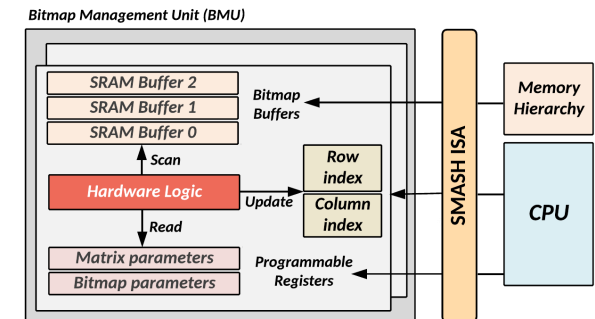 Bitmap Management Unit (BMU)
SRAM Buffer 2
SRAM Buffer 1
SRAM Buffer 0
Bitmap
Buffers
Scan
Hardware Logic
Update
Row
index
Column
index
Read
Matrix parameters
Bitmap parameters
Programmable
Registers
SMASH ISA
Memory
Hierarchy
CPU